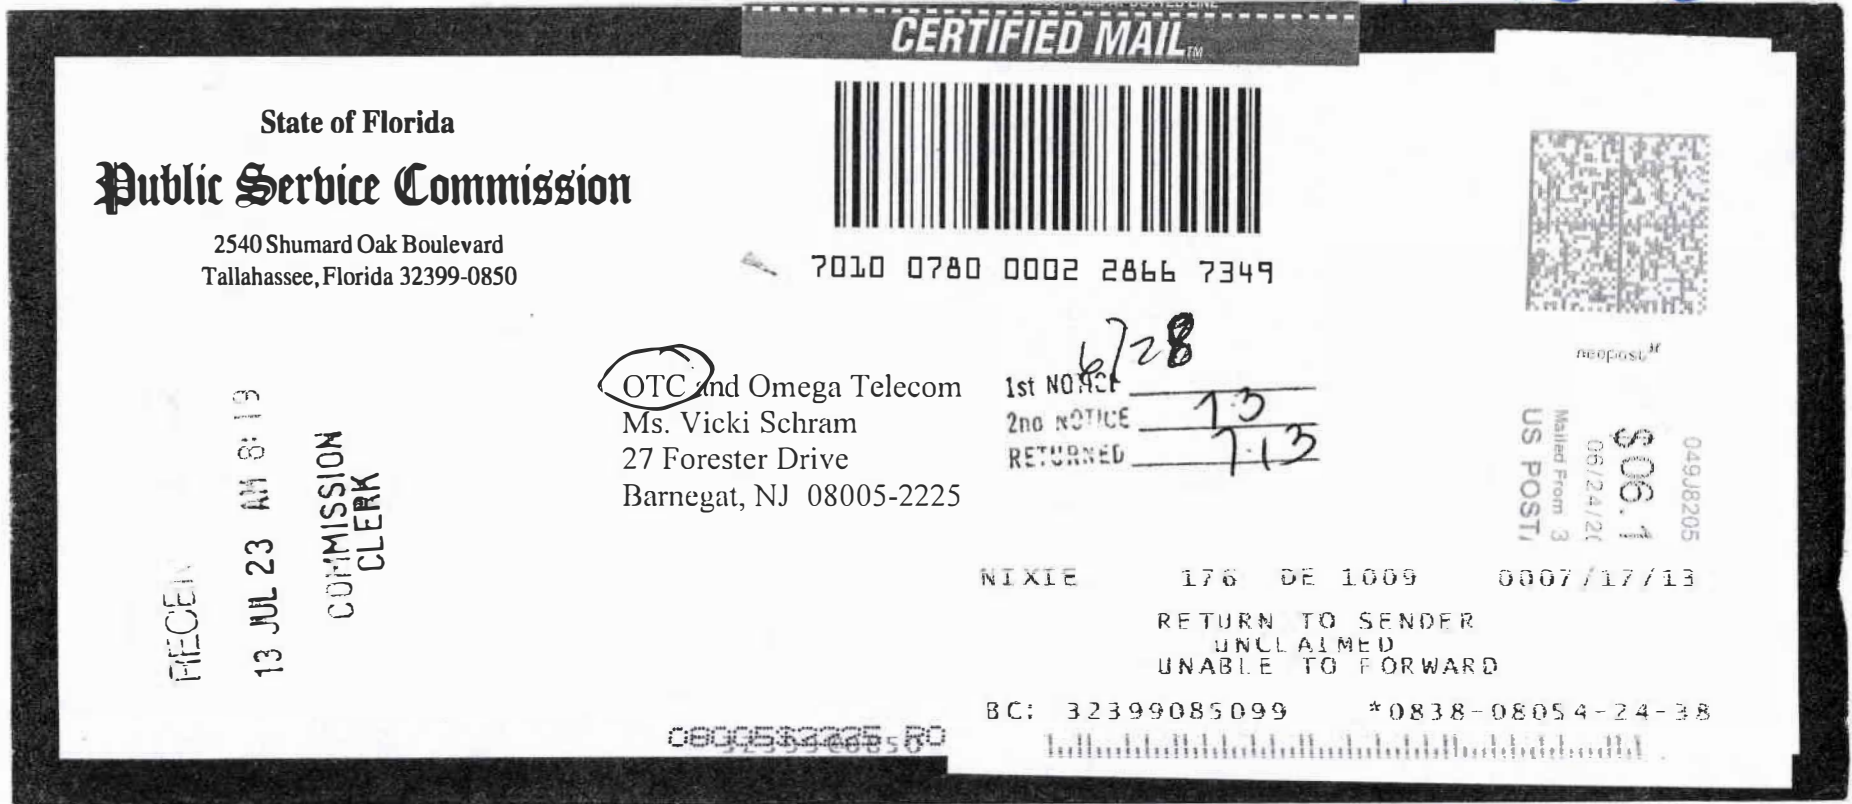 CERTIFIED MAIL™
State of Florida
Public Service Commission
2540 Shumard Oak Boulevard
Tallahassee, Florida 32399-0850
7010 0780 0002 2866 7349
OTC and Omega Telecom
Ms. Vicki Schram
27 Forester Drive
Barnegat, NJ 08005-2225
6/28
1st NOTICE
2nd NOTICE 7-3
RETURNED 7-13
13 JUL 23 AM 8:19
COMMISSION
CLERK
neopost
049J8205
$06.1
06/24/20
Mailed From 3
US POST
NIXIE 176 DE 1009 0007/17/13
RETURN TO SENDER
UNCLAIMED
UNABLE TO FORWARD
BC: 32399085099 *0838-08054-24-38